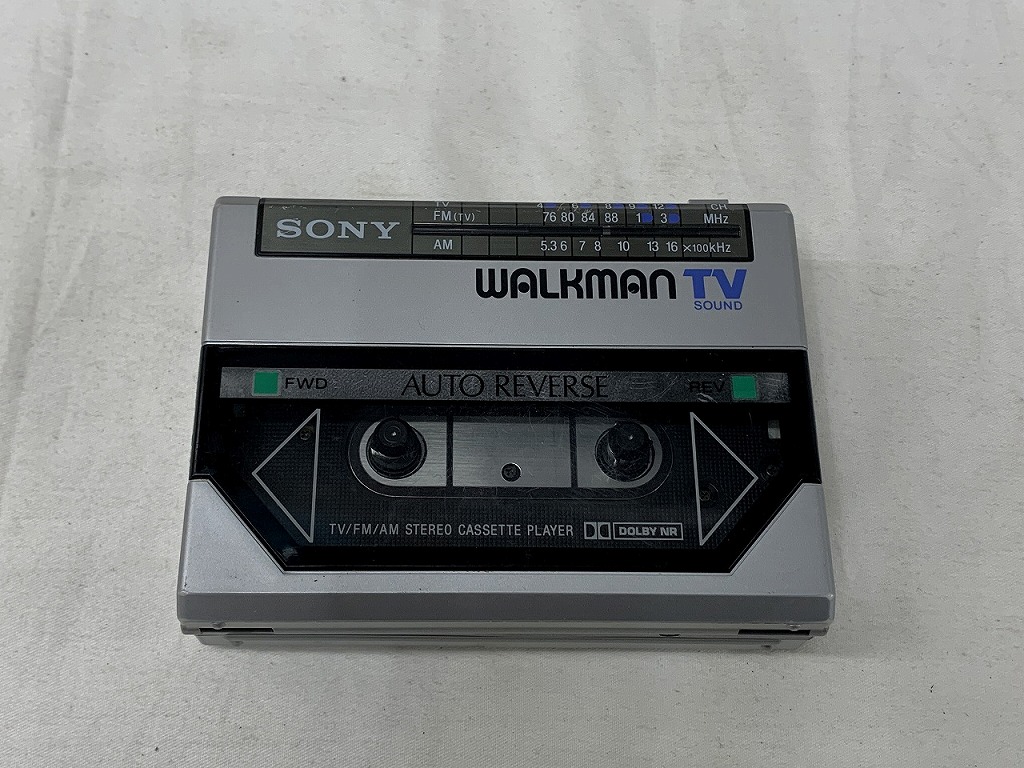 SONY
TV 4 6 8 9 12 CH
FM (TV) 76 80 84 88 1 3 MHz
AM 5.3 6 7 8 10 13 16 ×100kHz
WALKMAN TV
SOUND
FWD AUTO REVERSE REV
TV/FM/AM STEREO CASSETTE PLAYER DOLBY NR